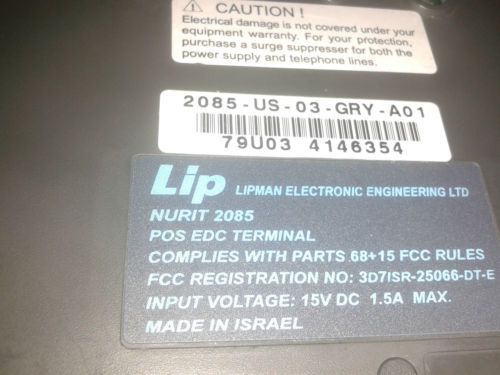 CAUTION !
Electrical damage is not covered under your
equipment warranty. For your protection,
purchase a surge suppresser for both the
power supply and telephone lines.
2085-US-03-GRY-A01
79U03 4146354
Lip LIPMAN ELECTRONIC ENGINEERING LTD
NURIT 2085
POS EDC TERMINAL
COMPLIES WITH PARTS 68+15 FCC RULES
FCC REGISTRATION NO: 3D7ISR-25066-DT-E
INPUT VOLTAGE: 15V DC 1.5A MAX.
MADE IN ISRAEL